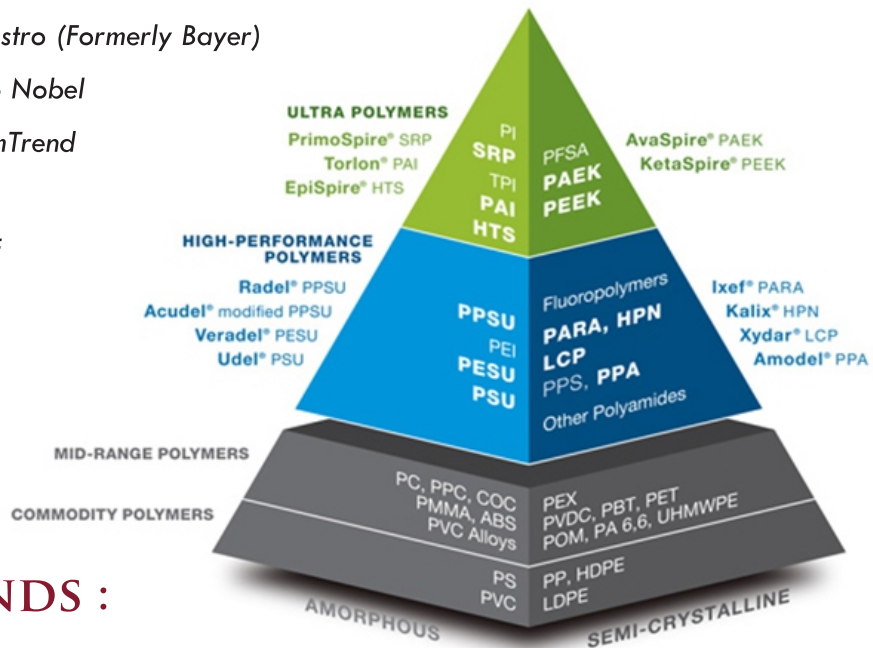 stro (Formerly Bayer)
Nobel
Trend
ULTRA POLYMERS
PrimoSpire® SRP
Torlon® PAI
EpiSpire® HTS
PI
SRP
TPI
PAI
HTS
PFSA
PAEK
PEEK
AvaSpire® PAEK
KetaSpire® PEEK
HIGH-PERFORMANCE
POLYMERS
Radel® PPSU
Acudel® modified PPSU
Veradel® PESU
Udel® PSU
PPSU
PEI
PESU
PSU
Fluoropolymers
PARA, HPN
LCP
PPS, PPA
Other Polyamides
Ixef® PARA
Kalix® HPN
Xydar® LCP
Amodel® PPA
MID-RANGE POLYMERS
PC, PPC, COC
PMMA, ABS
PVC Alloys
PEX
PVDC, PBT, PET
POM, PA 6,6, UHMWPE
COMMODITY POLYMERS
PS
PVC
PP, HDPE
LDPE
AMORPHOUS
SEMI-CRYSTALLINE
NDS :